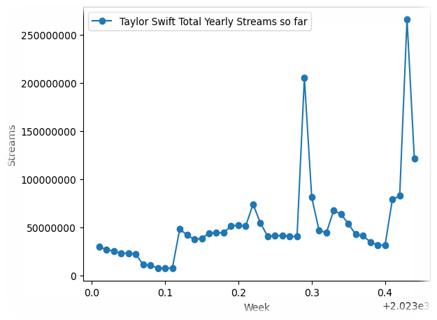 Taylor Swift Total Yearly Streams so far
250000000
200000000
150000000
100000000
50000000
0
Streams
0.0 0.1 0.2 0.3 0.4
+2.023e3
Week